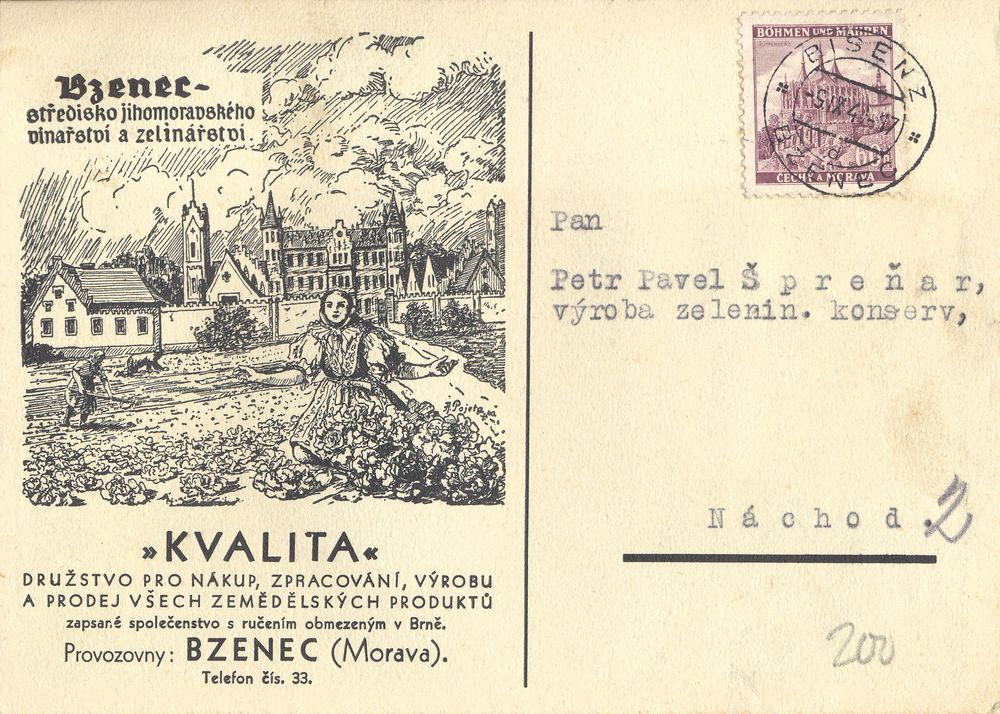 Bzenec-
středisko jihomoravského
vinařství a zelinářství.
»KVALITA«
DRUŽSTVO PRO NÁKUP, ZPRACOVÁNÍ, VÝROBU
A PRODEJ VŠECH ZEMĚDĚLSKÝCH PRODUKTŮ
zapsané společenstvo s ručením obmezeným v Brně.
Provozovny: BZENEC (Morava).
Telefon čís. 33.
BÖHMEN UND MÄHREN
ČECHY A MORAVA
BISENZ
BZENEC
Pan
Petr Pavel Š p r e ň a r,
výroba zelenin. konserv,
N á c h o d
2
200